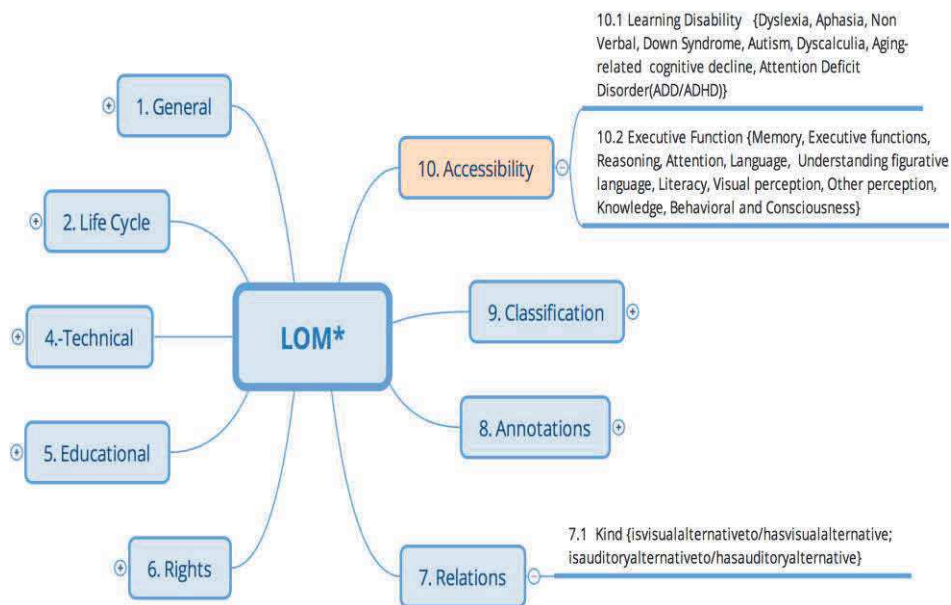 10.1 Learning Disability {Dyslexia, Aphasia, Non
Verbal, Down Syndrome, Autism, Dyscalculia, Aging-
related cognitive decline, Attention Deficit
Disorder(ADD/ADHD)}
1. General
10. Accessibility
10.2 Executive Function {Memory, Executive functions,
Reasoning, Attention, Language, Understanding figurative
language, Literacy, Visual perception, Other perception,
Knowledge, Behavioral and Consciousness}
2. Life Cycle
9. Classification
4.-Technical
LOM*
8. Annotations
5. Educational
7.1 Kind {isvisualalternativeto/hasvisualalternative;
isauditoryalternativeto/hasauditoryalternative}
6. Rights
7. Relations